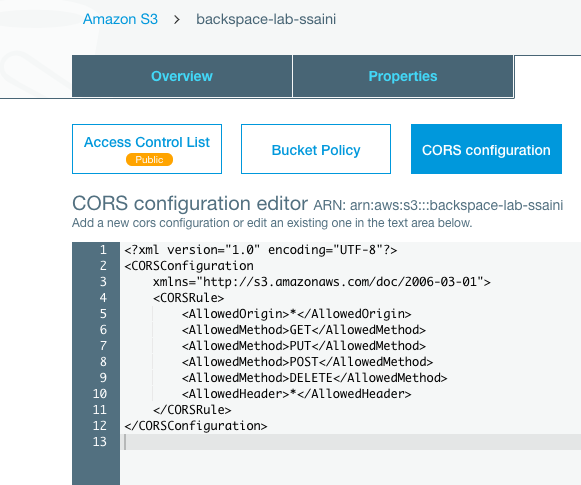 Amazon S3 > backspace-lab-ssaini
Overview Properties
Access Control List Bucket Policy CORS configuration
Public
CORS configuration editor ARN: arn:aws:s3:::backspace-lab-ssaini
Add a new cors configuration or edit an existing one in the text area below.
1 <?xml version="1.0" encoding="UTF-8"?>
2 <CORSConfiguration
3     xmlns="http://s3.amazonaws.com/doc/2006-03-01">
4     <CORSRule>
5         <AllowedOrigin>*</AllowedOrigin>
6         <AllowedMethod>GET</AllowedMethod>
7         <AllowedMethod>PUT</AllowedMethod>
8         <AllowedMethod>POST</AllowedMethod>
9         <AllowedMethod>DELETE</AllowedMethod>
10         <AllowedHeader>*</AllowedHeader>
11     </CORSRule>
12 </CORSConfiguration>
13